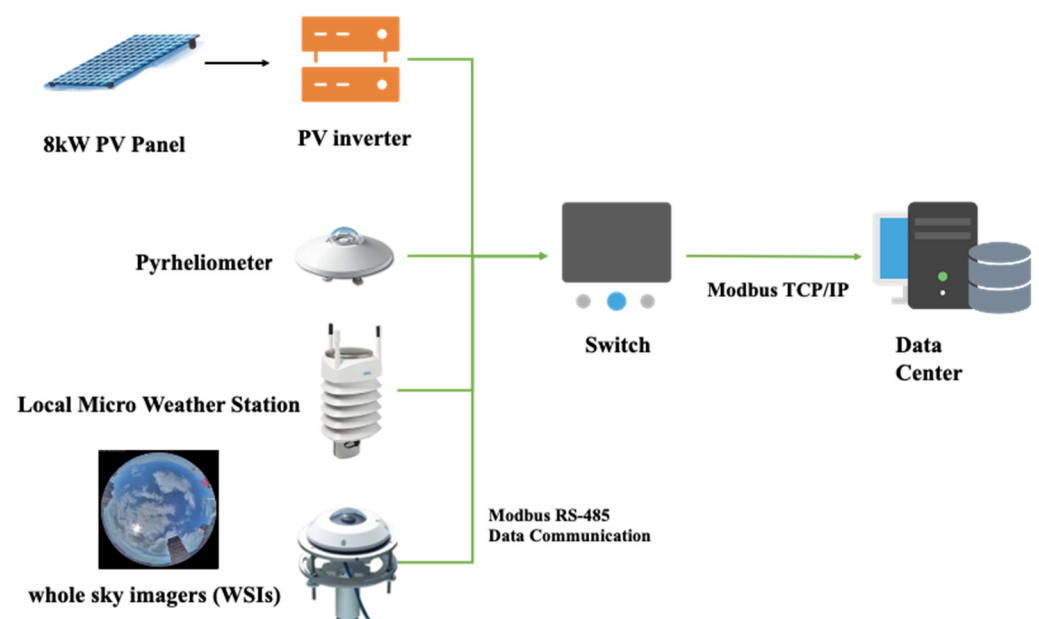 8kW PV Panel
PV inverter
Pyrheliometer
Switch
Modbus TCP/IP
Data
Center
Local Micro Weather Station
Modbus RS-485
Data Communication
whole sky imagers (WSIs)